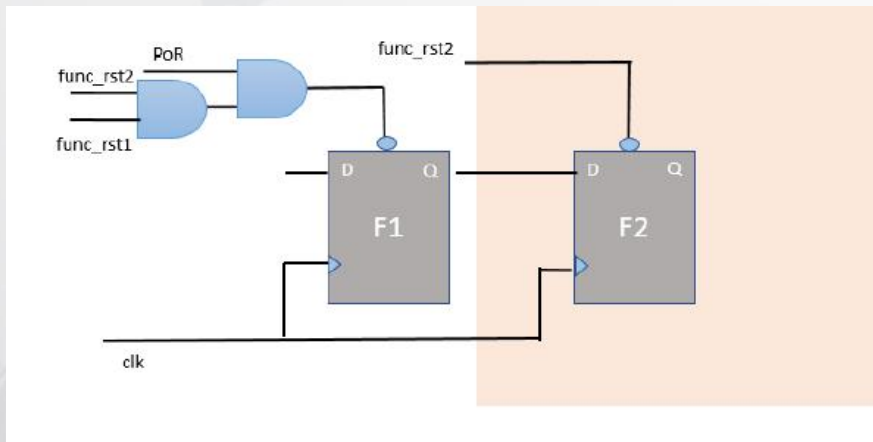 PoR
func_rst2
func_rst2
func_rst1
D Q
D Q
F1
F2
clk